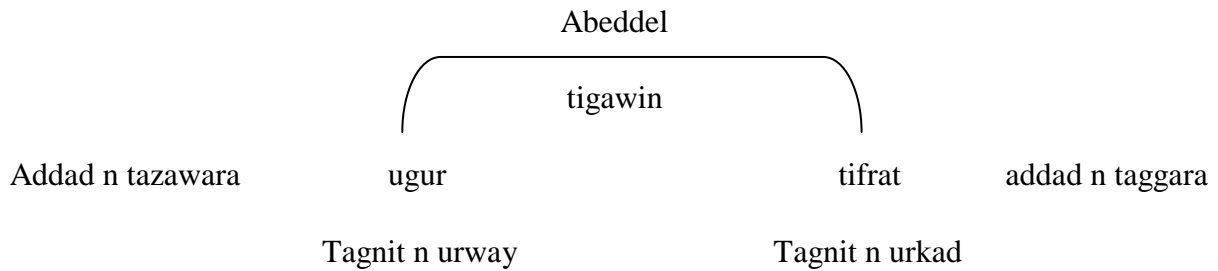 Abeddel
tigawin
Addad n tazawara ugur tifrat addad n taggara
Tagnit n urway Tagnit n urkad